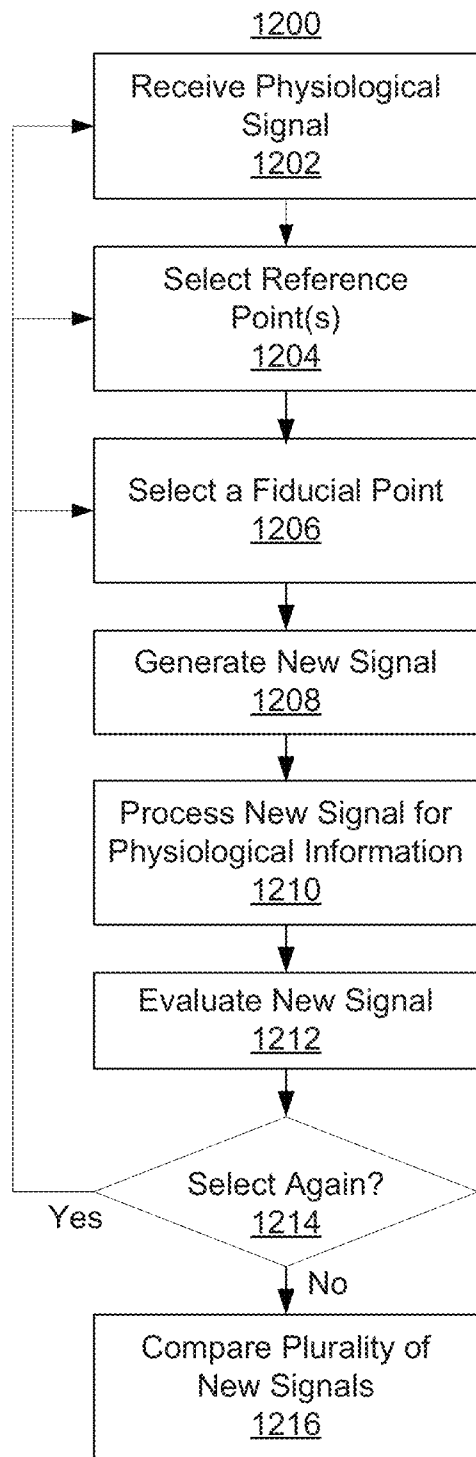 1200
Receive Physiological
Signal
1202
Select Reference
Point(s)
1204
Select a Fiducial Point
1206
Generate New Signal
1208
Process New Signal for
Physiological Information
1210
Evaluate New Signal
1212
Select Again?
1214
Yes
No
Compare Plurality of
New Signals
1216